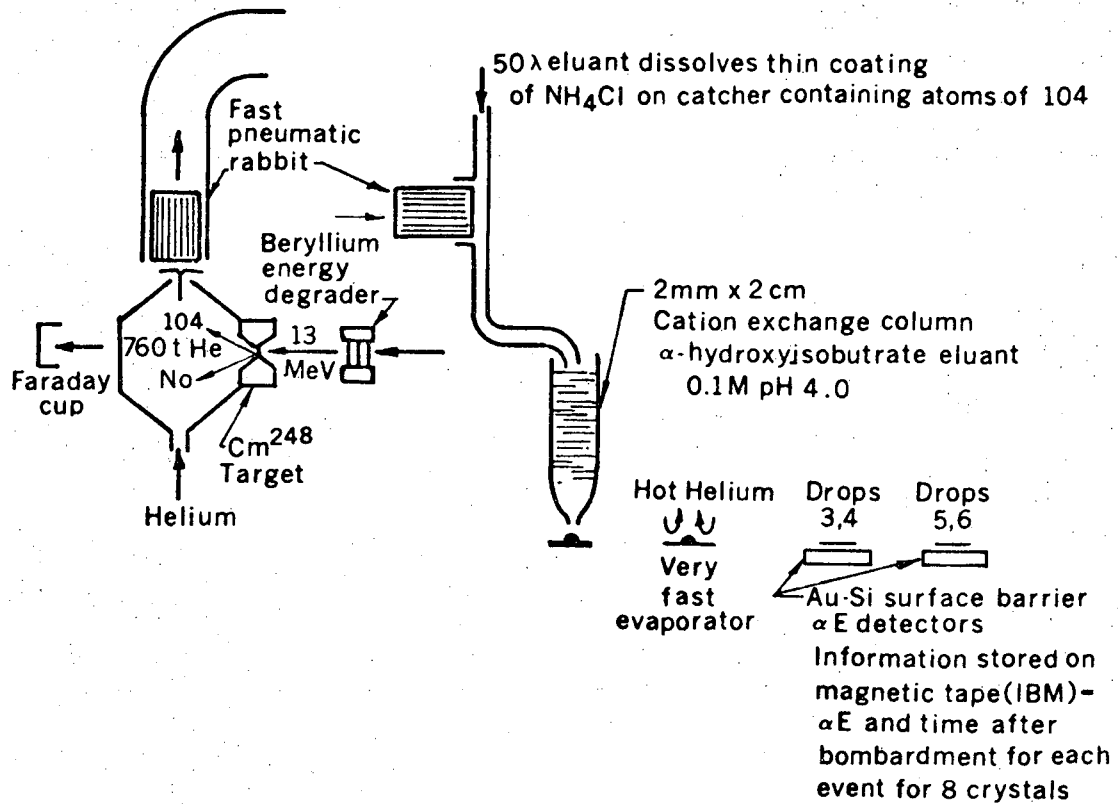 50λ eluant dissolves thin coating
of NH4Cl on catcher containing atoms of 104
Fast
pneumatic
rabbit
Beryllium
energy
degrader
104
760 t He
No
13
MeV
Faraday
cup
Cm248
Target
Helium
2mm x 2cm
Cation exchange column
α-hydroxyisobutrate eluant
0.1M pH 4.0
Hot Helium
Very
fast
evaporator
Drops
3,4
Drops
5,6
Au-Si surface barrier
αE detectors
Information stored on
magnetic tape(IBM)-
αE and time after
bombardment for each
event for 8 crystals